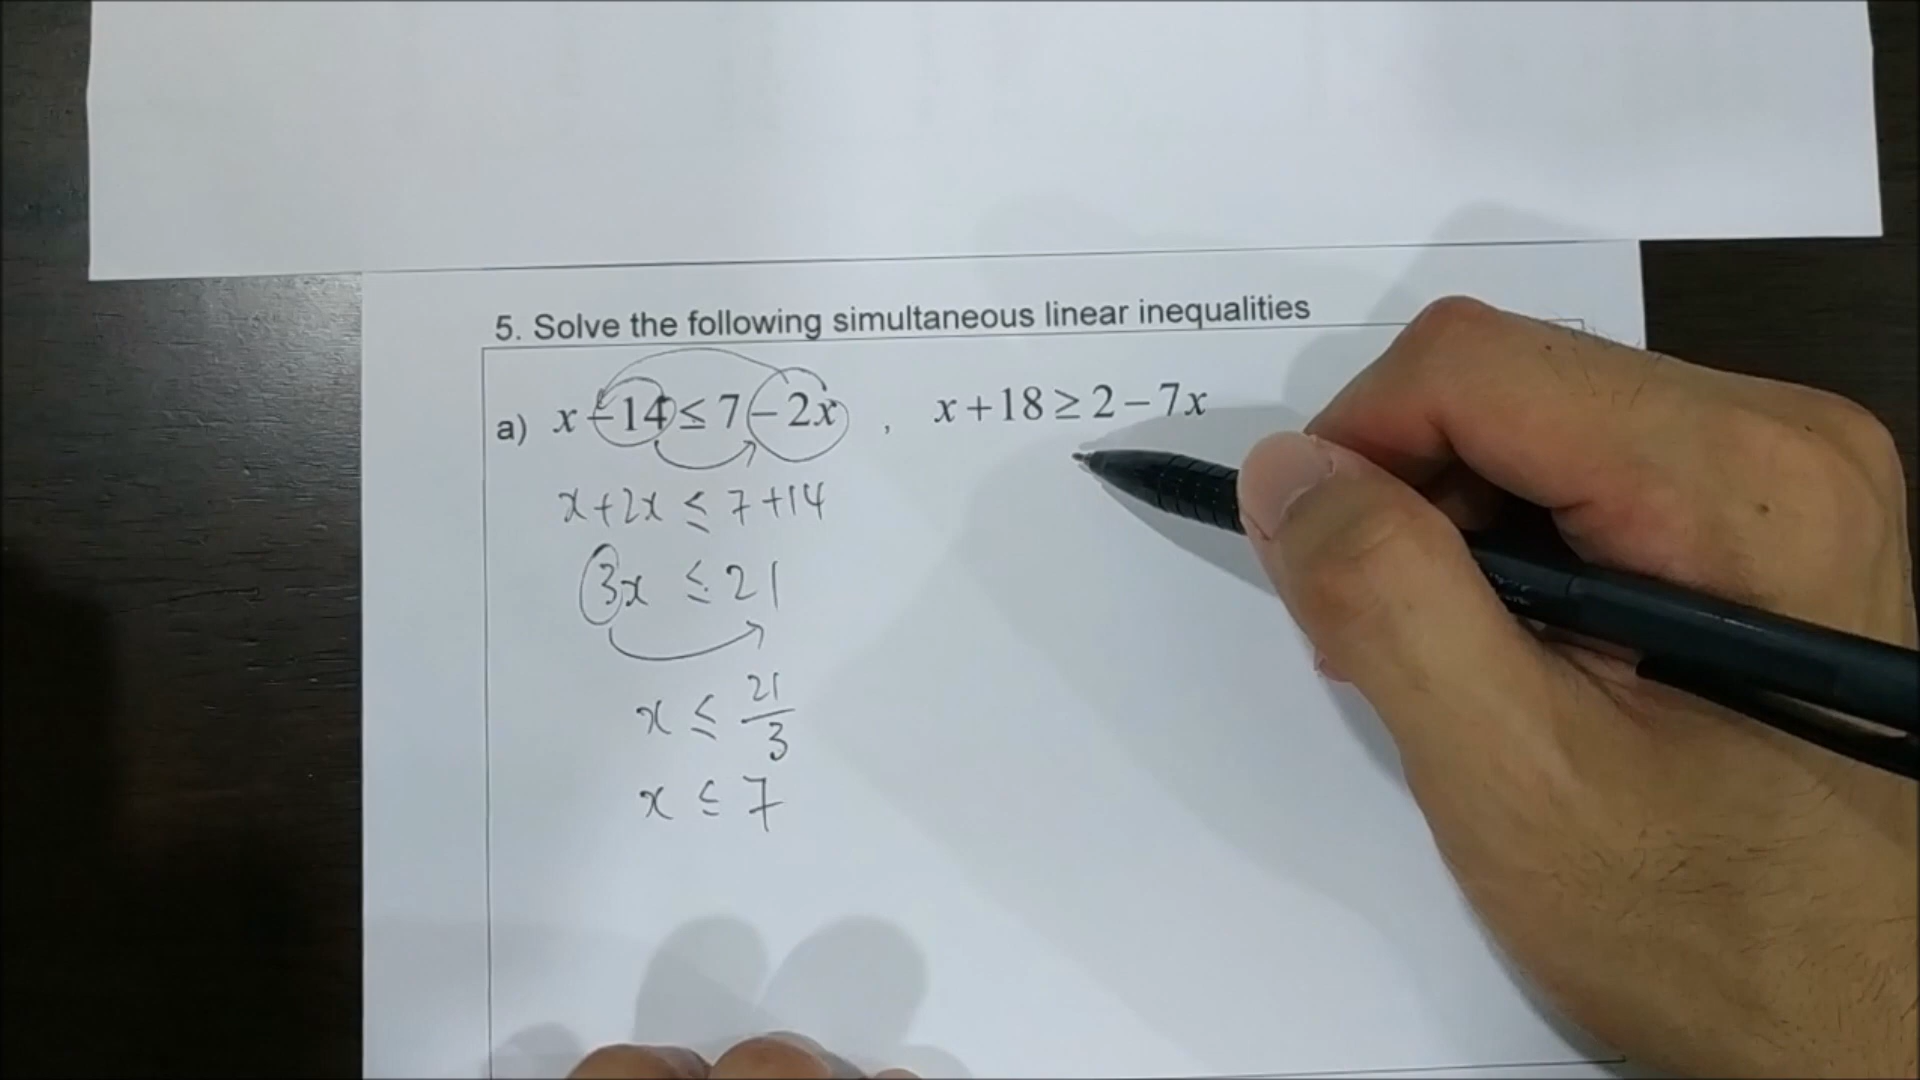 5. Solve the following simultaneous linear inequalities
a) x − 14 ≤ 7 − 2x , x + 18 ≥ 2 − 7x
x + 2x ≤ 7 + 14
3x ≤ 21
x ≤ 21/3
x ≤ 7